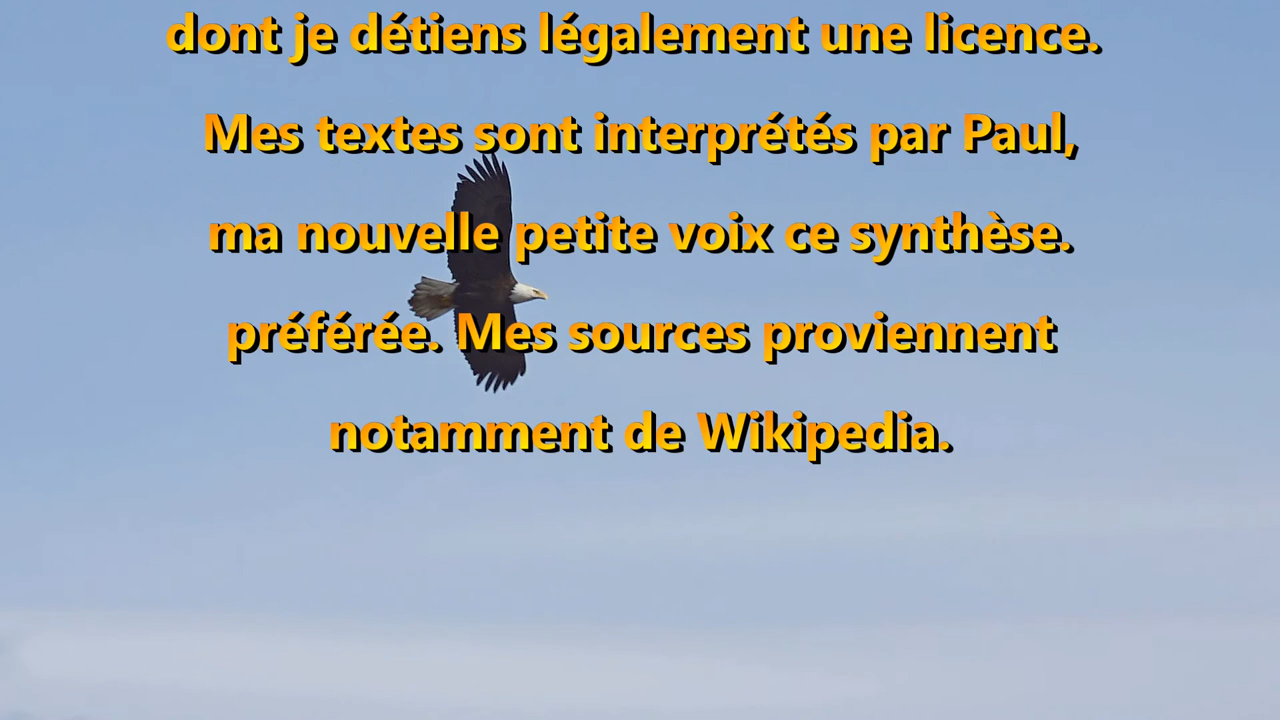 dont je détiens légalement une licence.
Mes textes sont interprétés par Paul,
ma nouvelle petite voix ce synthèse.
préférée. Mes sources proviennent
notamment de Wikipedia.